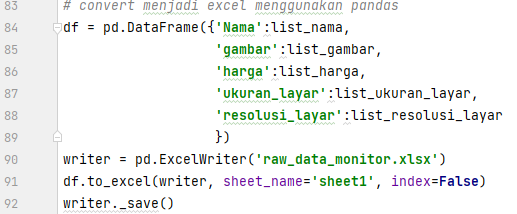 83 # convert menjadi excel menggunakan pandas
84 df = pd.DataFrame({'Nama':list_nama,
85 'gambar':list_gambar,
86 'harga':list_harga,
87 'ukuran_layar':list_ukuran_layar,
88 'resolusi_layar':list_resolusi_layar
89 })
90 writer = pd.ExcelWriter('raw_data_monitor.xlsx')
91 df.to_excel(writer, sheet_name='sheet1', index=False)
92 writer._save()